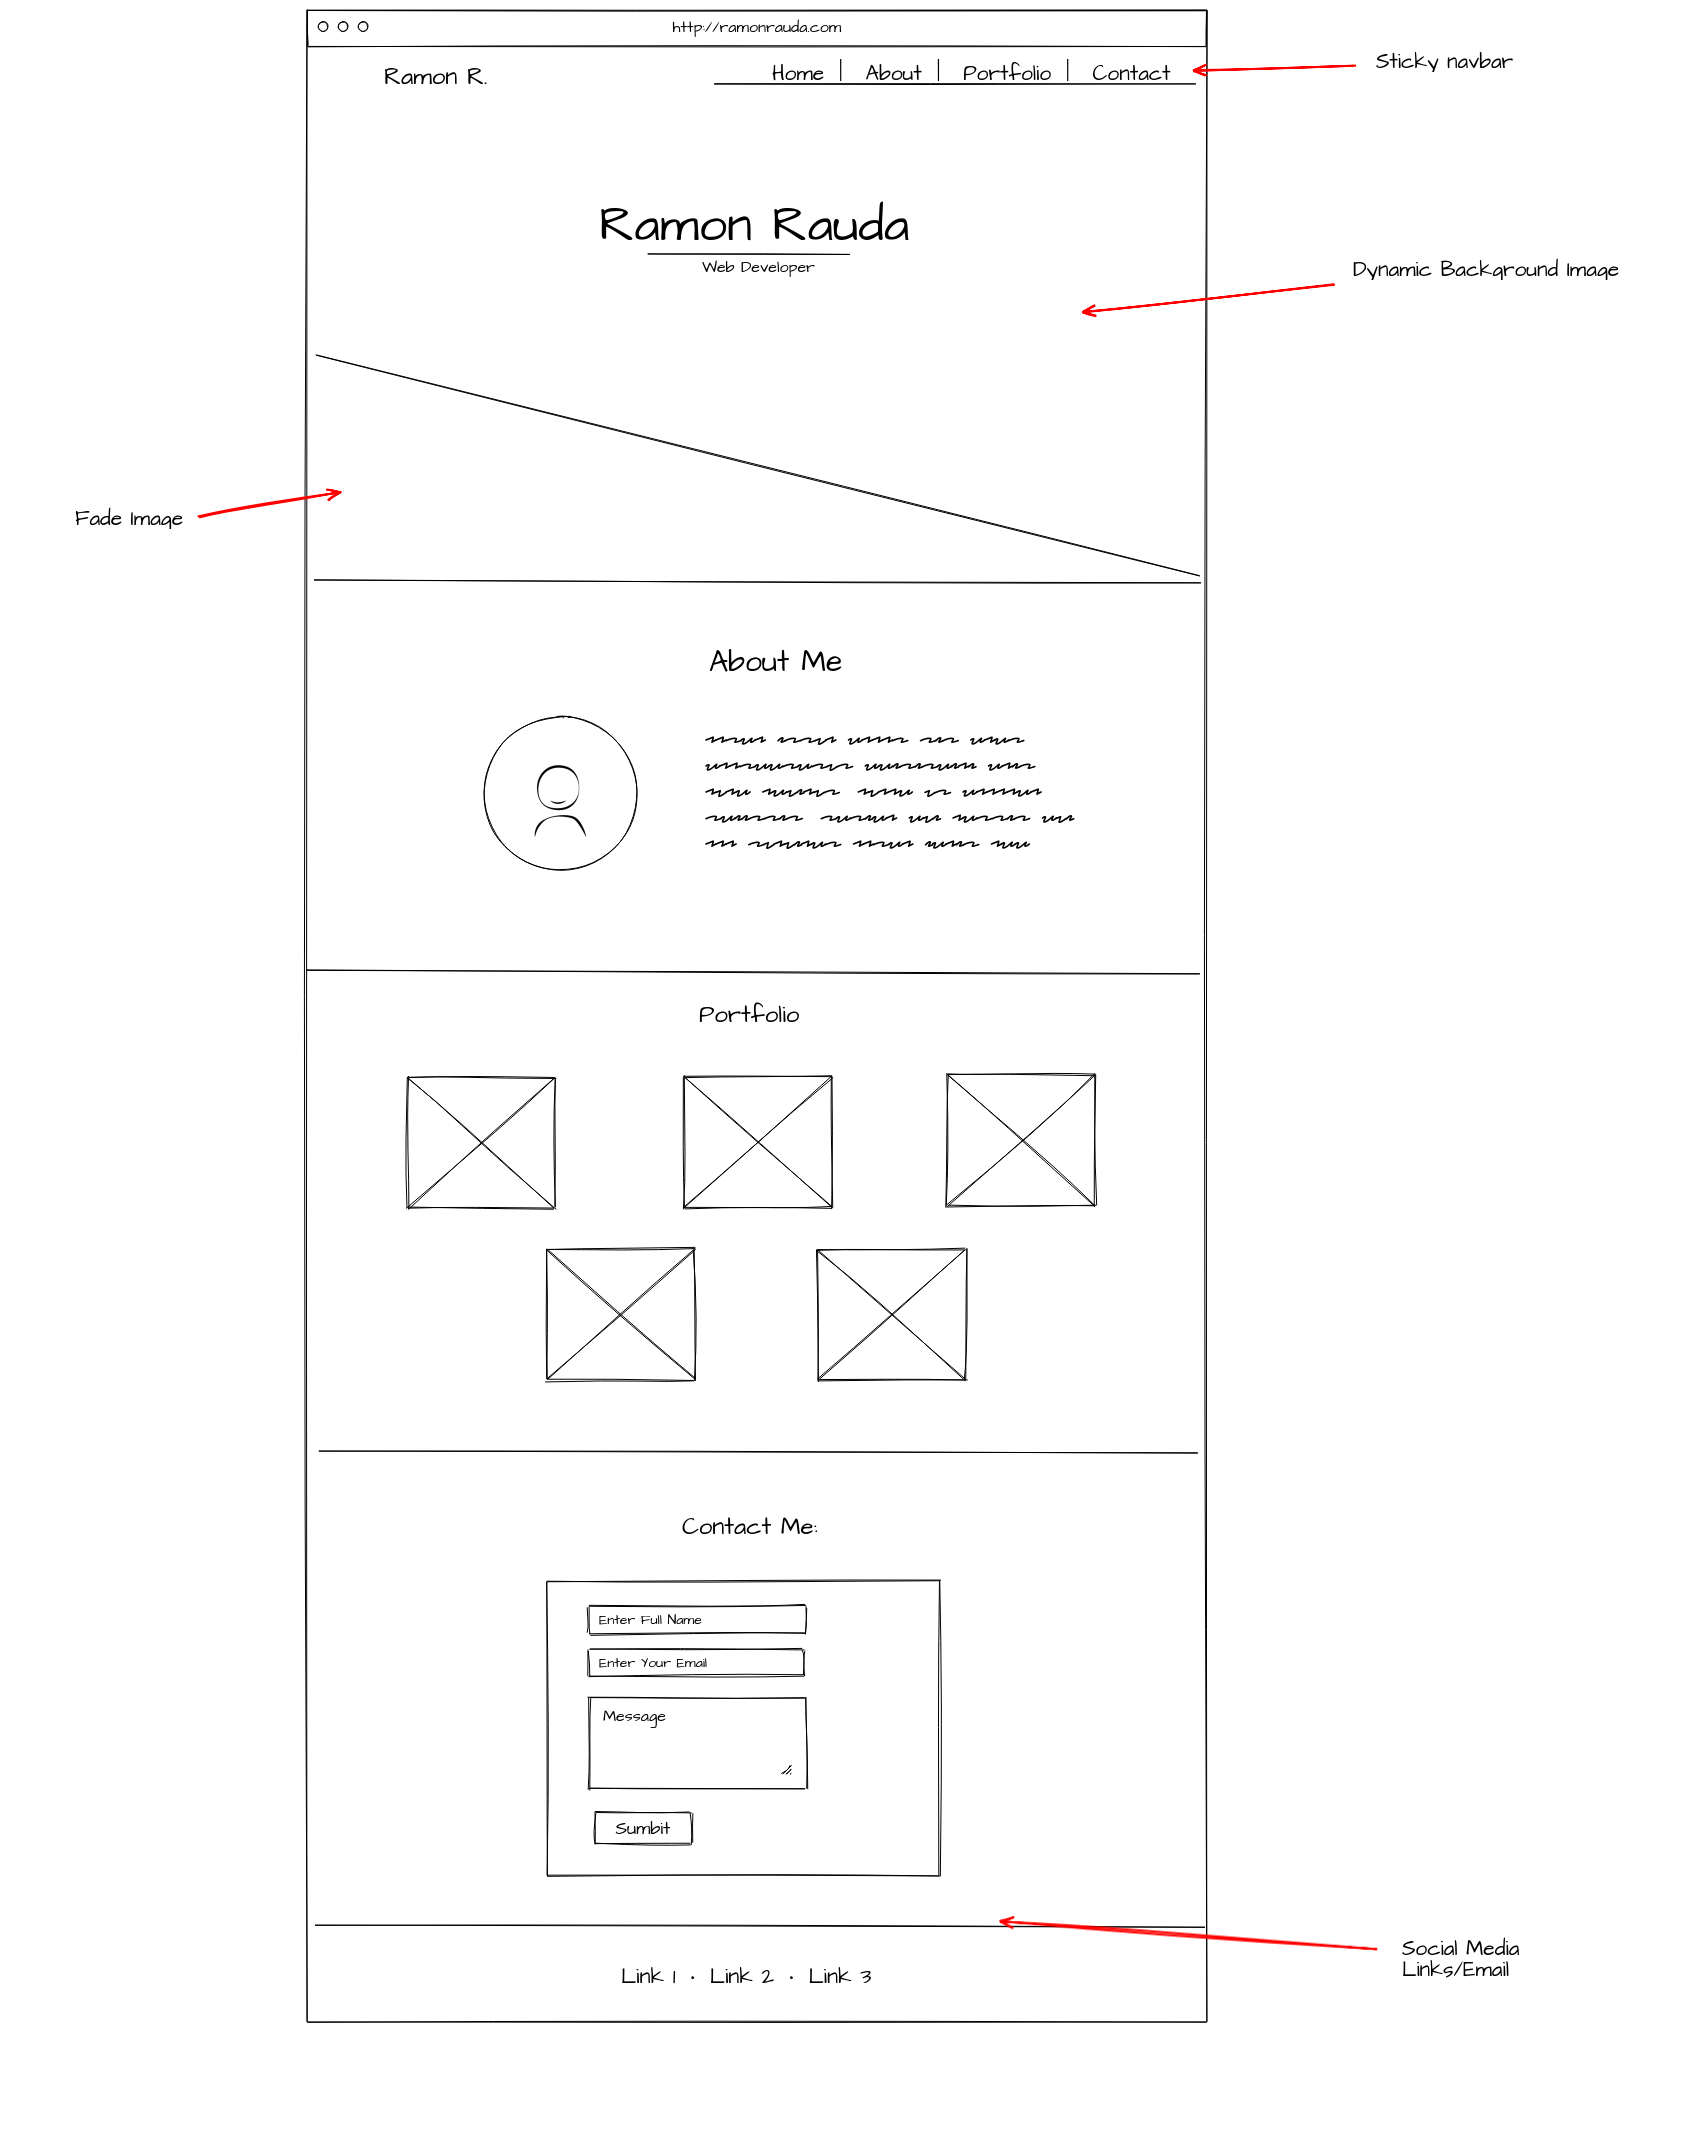 http://ramonrauda.com
Ramon R.
Home About Portfolio Contact
Sticky navbar
Ramon Rauda
Web Developer
Dynamic Background Image
Fade Image
About Me
Portfolio
Contact Me:
Enter Full Name
Enter Your Email
Message
Sumbit
Social Media
Links/Email
Link 1 · Link 2 · Link 3